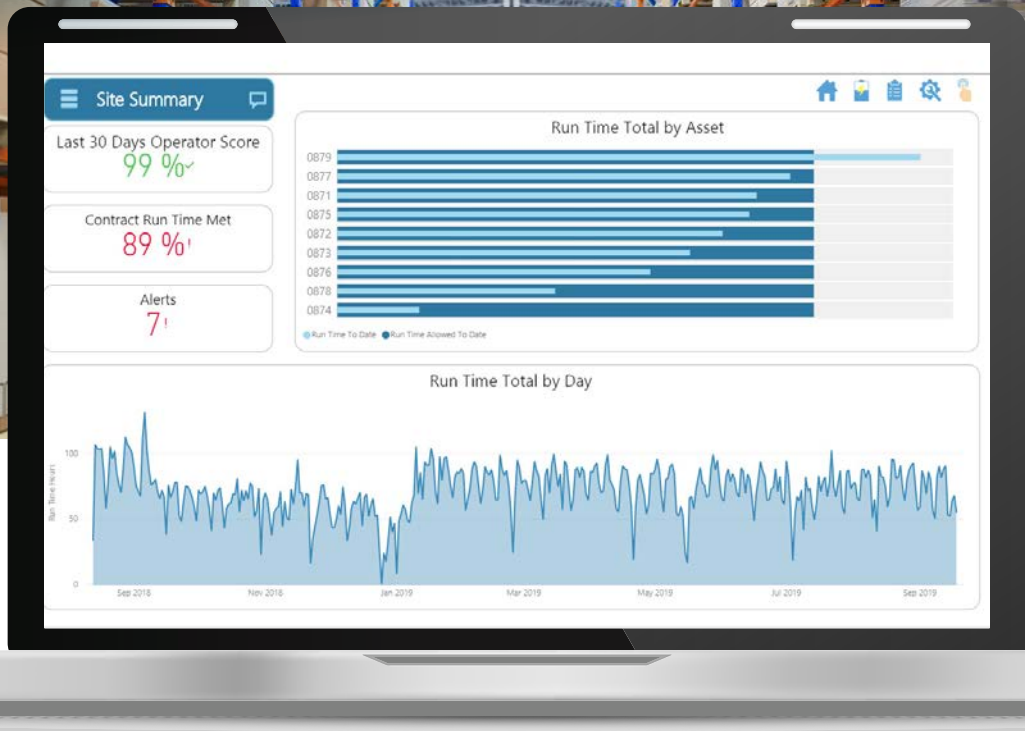 Site Summary
Last 30 Days Operator Score
99 %
Contract Run Time Met
89 % !
Alerts
7 !
Run Time Total by Asset
0879
0877
0871
0875
0872
0873
0876
0878
0874
Run Time To Date Run Time Allowed To Date
Run Time Total by Day
Run Time Hours
100
50
0
Sep 2018 Nov 2018 Jan 2019 Mar 2019 May 2019 Jul 2019 Sep 2019